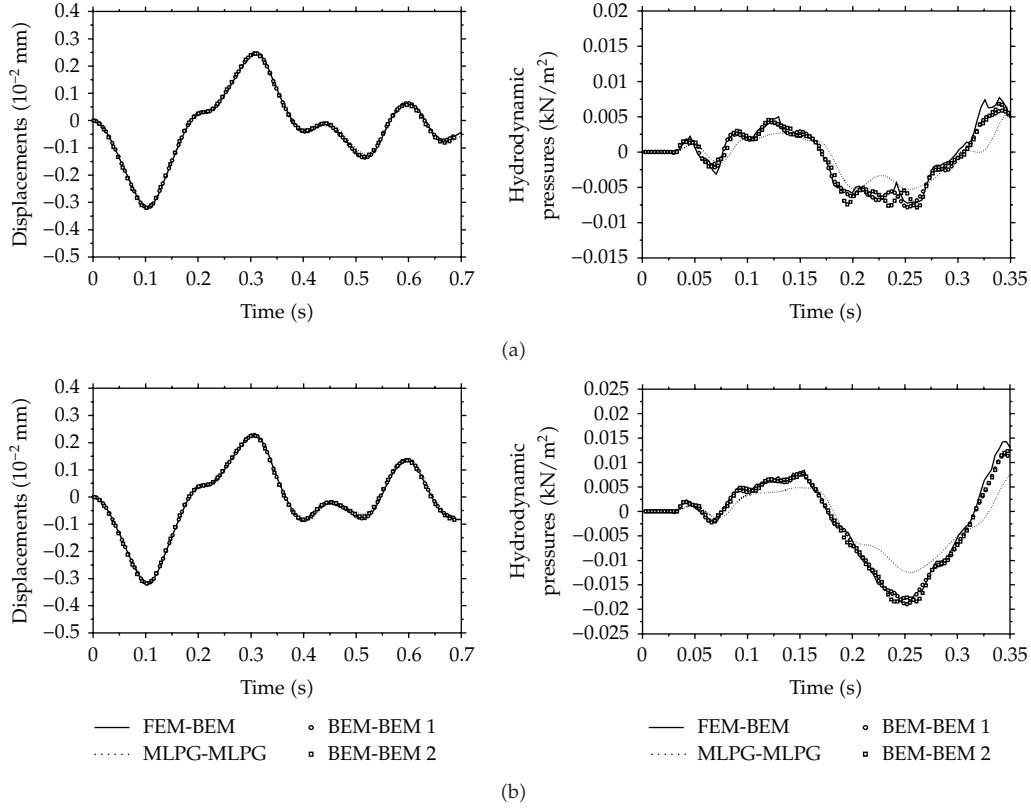 0.4
0.3
0.2
0.1
0
−0.1
−0.2
−0.3
−0.4
−0.5
Displacements (10−2 mm)
0 0.1 0.2 0.3 0.4 0.5 0.6 0.7
Time (s)
0.02
0.015
0.01
0.005
0
−0.005
−0.01
−0.015
Hydrodynamic
pressures (kN/m2)
0 0.05 0.1 0.15 0.2 0.25 0.3 0.35
Time (s)
(a)
0.4
0.3
0.2
0.1
0
−0.1
−0.2
−0.3
−0.4
−0.5
Displacements (10−2 mm)
0 0.1 0.2 0.3 0.4 0.5 0.6 0.7
Time (s)
FEM-BEM
MLPG-MLPG
BEM-BEM 1
BEM-BEM 2
0.025
0.02
0.015
0.01
0.005
0
−0.005
−0.01
−0.015
−0.02
−0.025
Hydrodynamic
pressures (kN/m2)
0 0.05 0.1 0.15 0.2 0.25 0.3 0.35
Time (s)
FEM-BEM
MLPG-MLPG
BEM-BEM 1
BEM-BEM 2
(b)